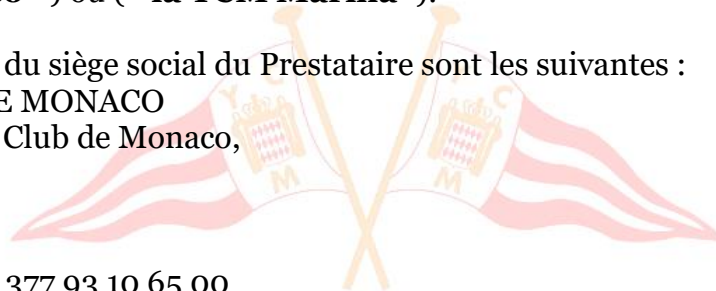 du siège social du Prestataire sont les suivantes :
E MONACO
Club de Monaco,
Y C M
Y C M
377 93 10 65 00